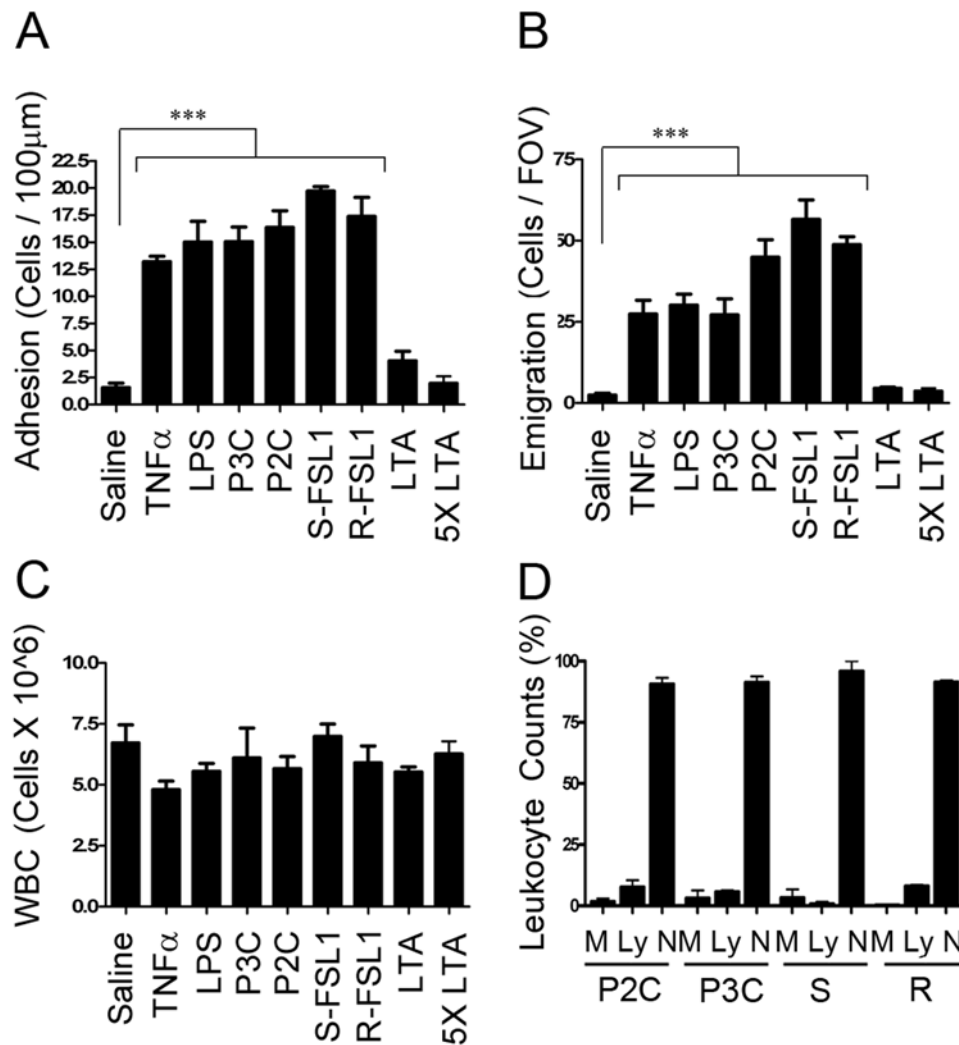 A
Adhesion (Cells / 100µm)
***
22.5
20.0
17.5
15.0
12.5
10.0
7.5
5.0
2.5
0.0
Saline
TNFα
LPS
P3C
P2C
S-FSL1
R-FSL1
LTA
5X LTA
B
Emigration (Cells / FOV)
***
75
50
25
0
Saline
TNFα
LPS
P3C
P2C
S-FSL1
R-FSL1
LTA
5X LTA
C
WBC (Cells X 10^6)
10.0
7.5
5.0
2.5
0.0
Saline
TNFα
LPS
P3C
P2C
S-FSL1
R-FSL1
LTA
5X LTA
D
Leukocyte Counts (%)
100
75
50
25
0
M Ly N M Ly N M Ly N M Ly N
P2C P3C S R